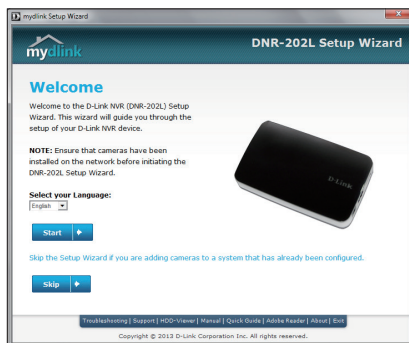 mydlink Setup Wizard
mydlink
DNR-202L Setup Wizard
Welcome
Welcome to the D-Link NVR (DNR-202L) Setup
Wizard. This wizard will guide you through the
setup of your D-Link NVR device.
NOTE: Ensure that cameras have been
installed on the network before initiating the
DNR-202L Setup Wizard.
D-Link
Select your Language:
English
Start
Skip the Setup Wizard if you are adding cameras to a system that has already been configured.
Skip
Troubleshooting | Support | HDD-Viewer | Manual | Quick Guide | Adobe Reader | About | Exit
Copyright © 2013 D-Link Corporation Inc. All rights reserved.